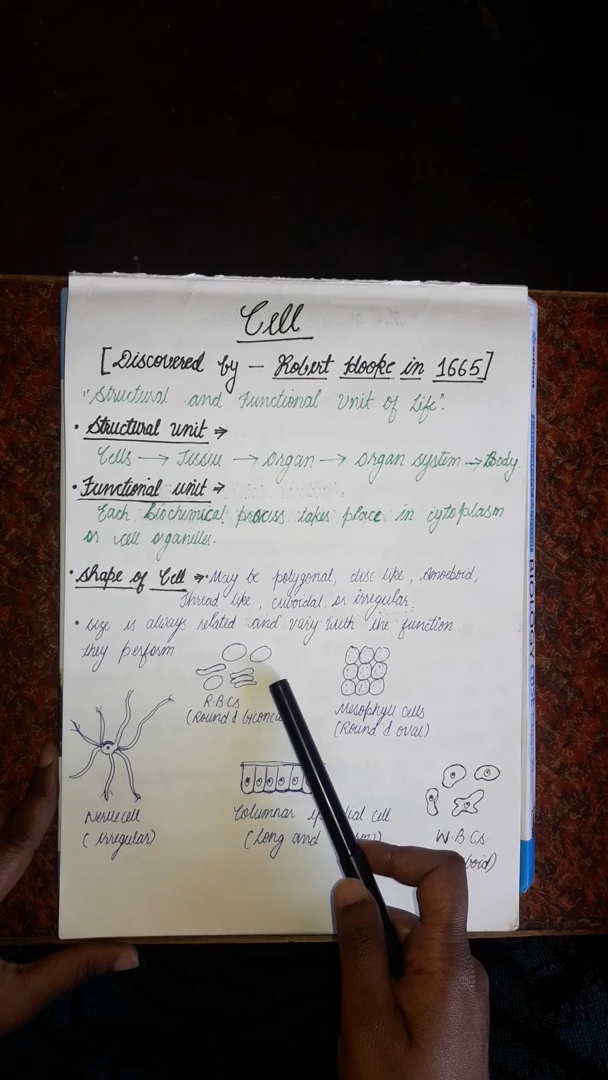 Cell
[Discovered by - Robert Hooke in 1665]
"Structural and Functional Unit of Life".
• Structural unit ⇒
Cells → Tissue → organ → organ system → Body
• Functional unit ⇒
Each biochemical process takes place in cytoplasm
or cell organelles.
• Shape of Cell ⇒ • May be polygonal, disc like, Amoeboid,
Thread like, cuboidal, or irregular
• size is always related and vary with the function
they perform
R.B.Cs
(Round &
Mesophyll cells
(Round & oval)
Nerve cell
(irregular)
Columnar cell
(Long and
W.B.Cs.
BIOLOGY CBSE